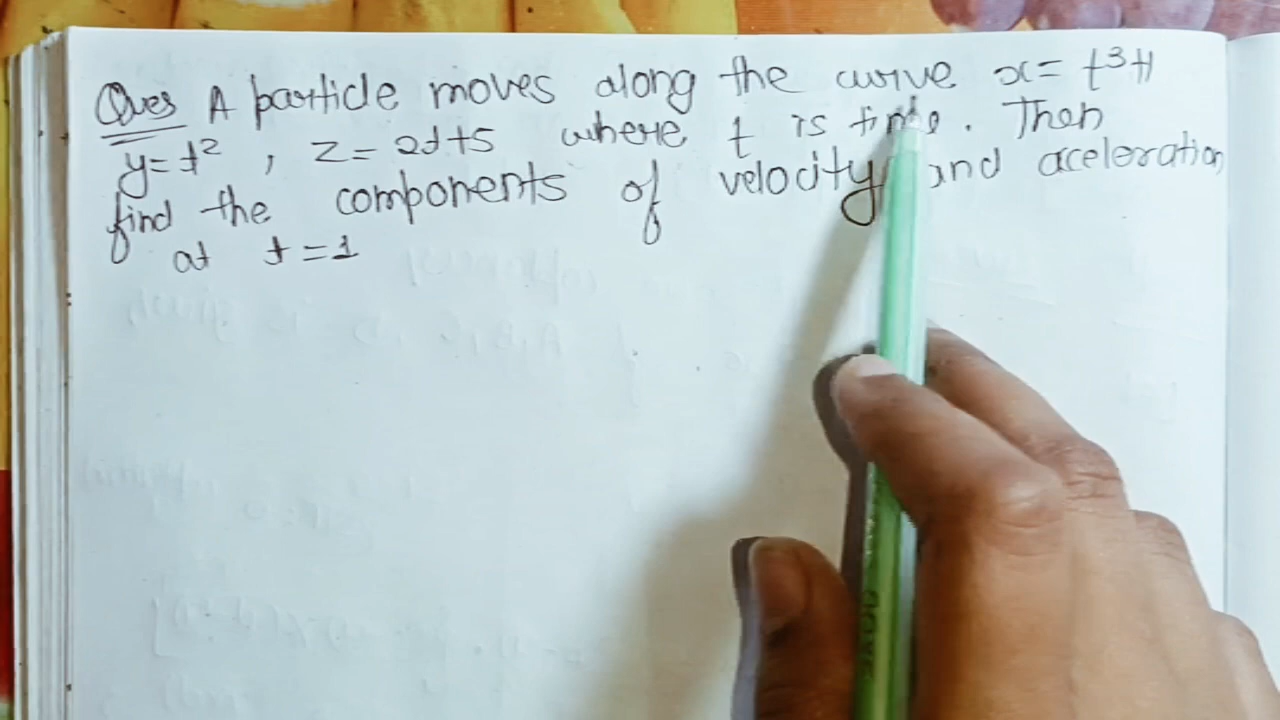 Ques A particle moves along the curve x = t³+1
y = t² , z = 2t+5 where t is time. Then
find the components of velocity and aceleration
at t = 1